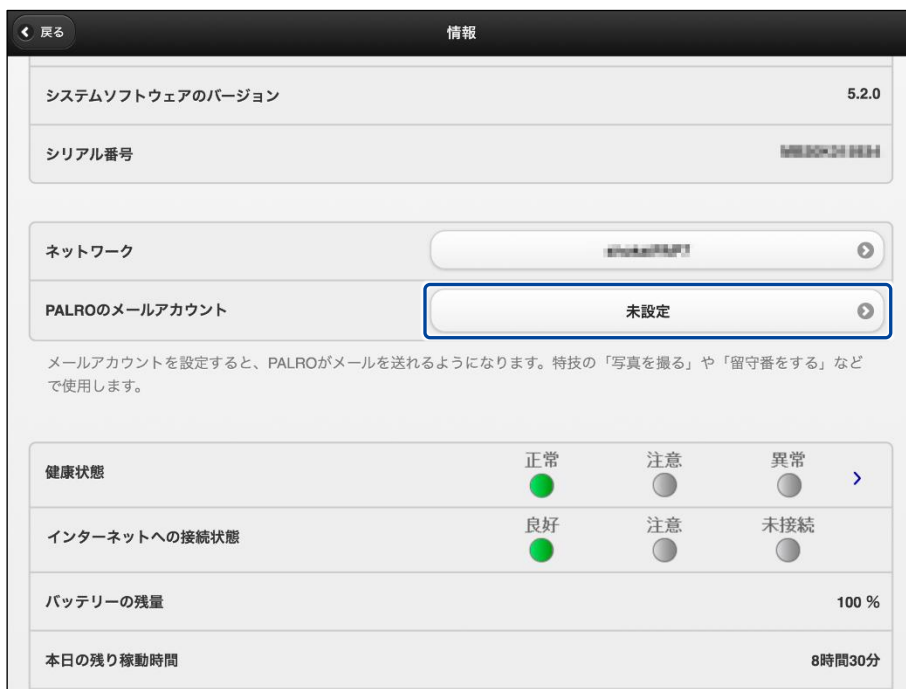 戻る
情報
システムソフトウェアのバージョン 5.2.0
シリアル番号
ネットワーク
PALROのメールアカウント 未設定
メールアカウントを設定すると、PALROがメールを送れるようになります。特技の「写真を撮る」や「留守番をする」など
で使用します。
正常 注意 異常
健康状態
良好 注意 未接続
インターネットへの接続状態
バッテリーの残量 100 %
本日の残り稼動時間 8時間30分